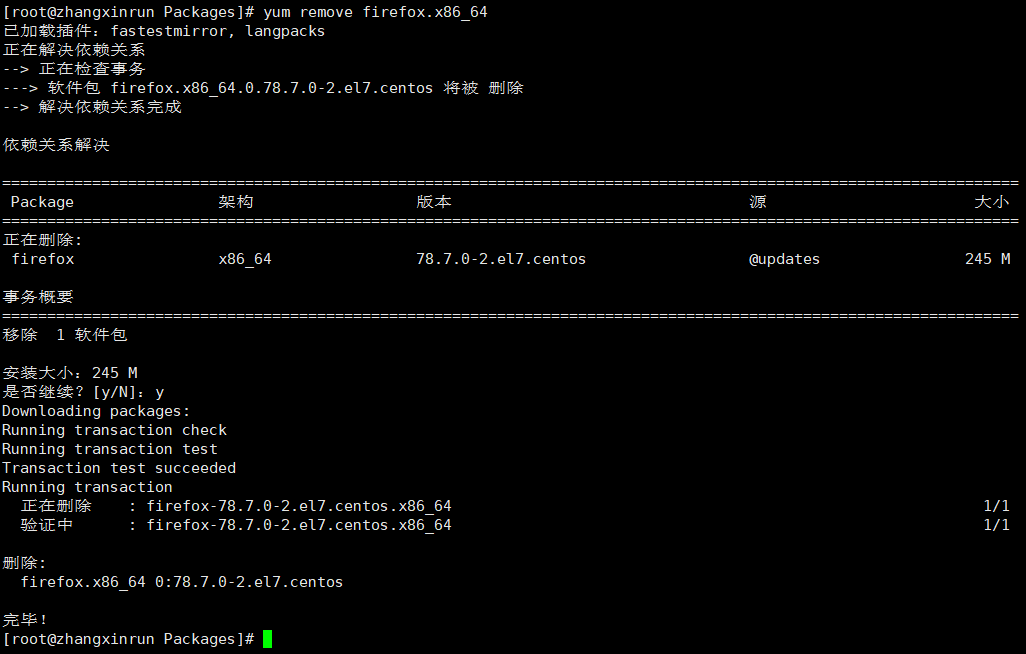 [root@zhangxinrun Packages]# yum remove firefox.x86_64
已加载插件：fastestmirror, langpacks
正在解决依赖关系
--> 正在检查事务
---> 软件包 firefox.x86_64.0.78.7.0-2.el7.centos 将被 删除
--> 解决依赖关系完成

依赖关系解决

================================================================================================================
 Package 架构 版本 源 大小
================================================================================================================
正在删除:
 firefox x86_64 78.7.0-2.el7.centos @updates 245 M

事务概要
================================================================================================================
移除  1 软件包

安装大小：245 M
是否继续？[y/N]：y
Downloading packages:
Running transaction check
Running transaction test
Transaction test succeeded
Running transaction
  正在删除    : firefox-78.7.0-2.el7.centos.x86_64 1/1
  验证中      : firefox-78.7.0-2.el7.centos.x86_64 1/1

删除:
  firefox.x86_64 0:78.7.0-2.el7.centos

完毕！
[root@zhangxinrun Packages]#